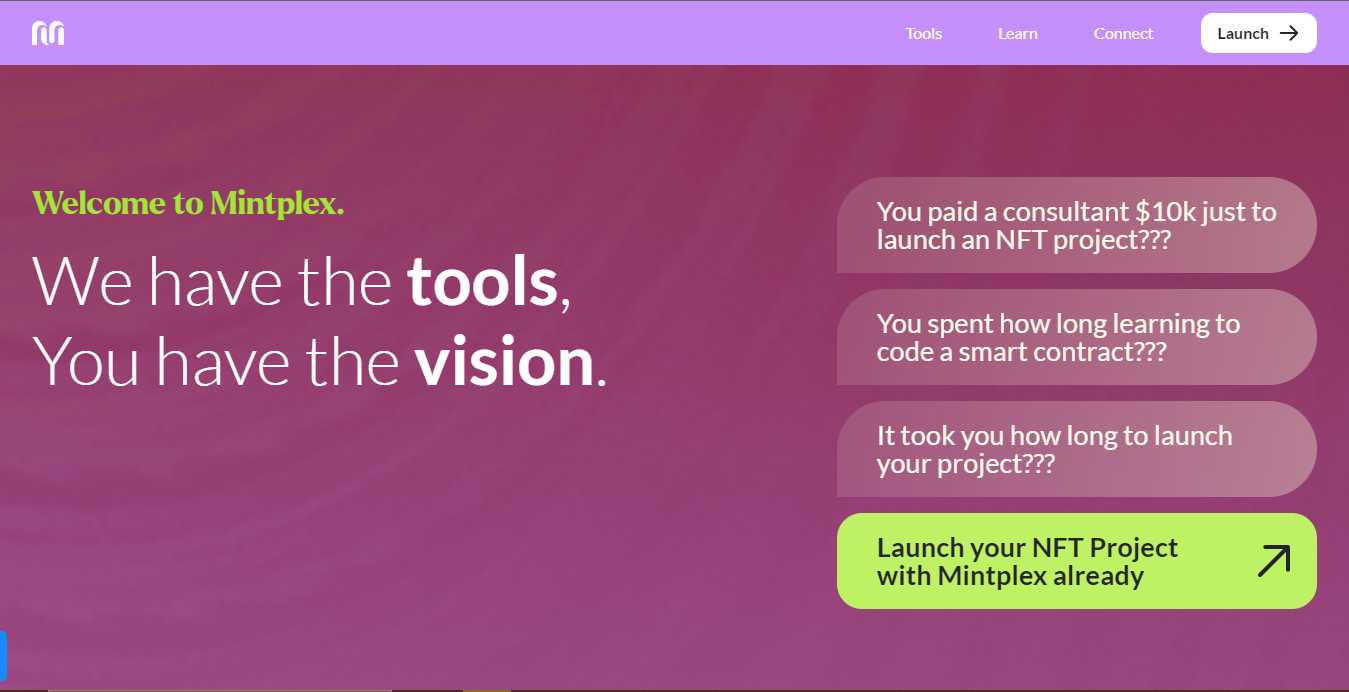 Tools
Learn
Connect
Launch
Welcome to Mintplex.
We have the tools,
You have the vision.
You paid a consultant $10k just to
launch an NFT project???
You spent how long learning to
code a smart contract???
It took you how long to launch
your project???
Launch your NFT Project
with Mintplex already